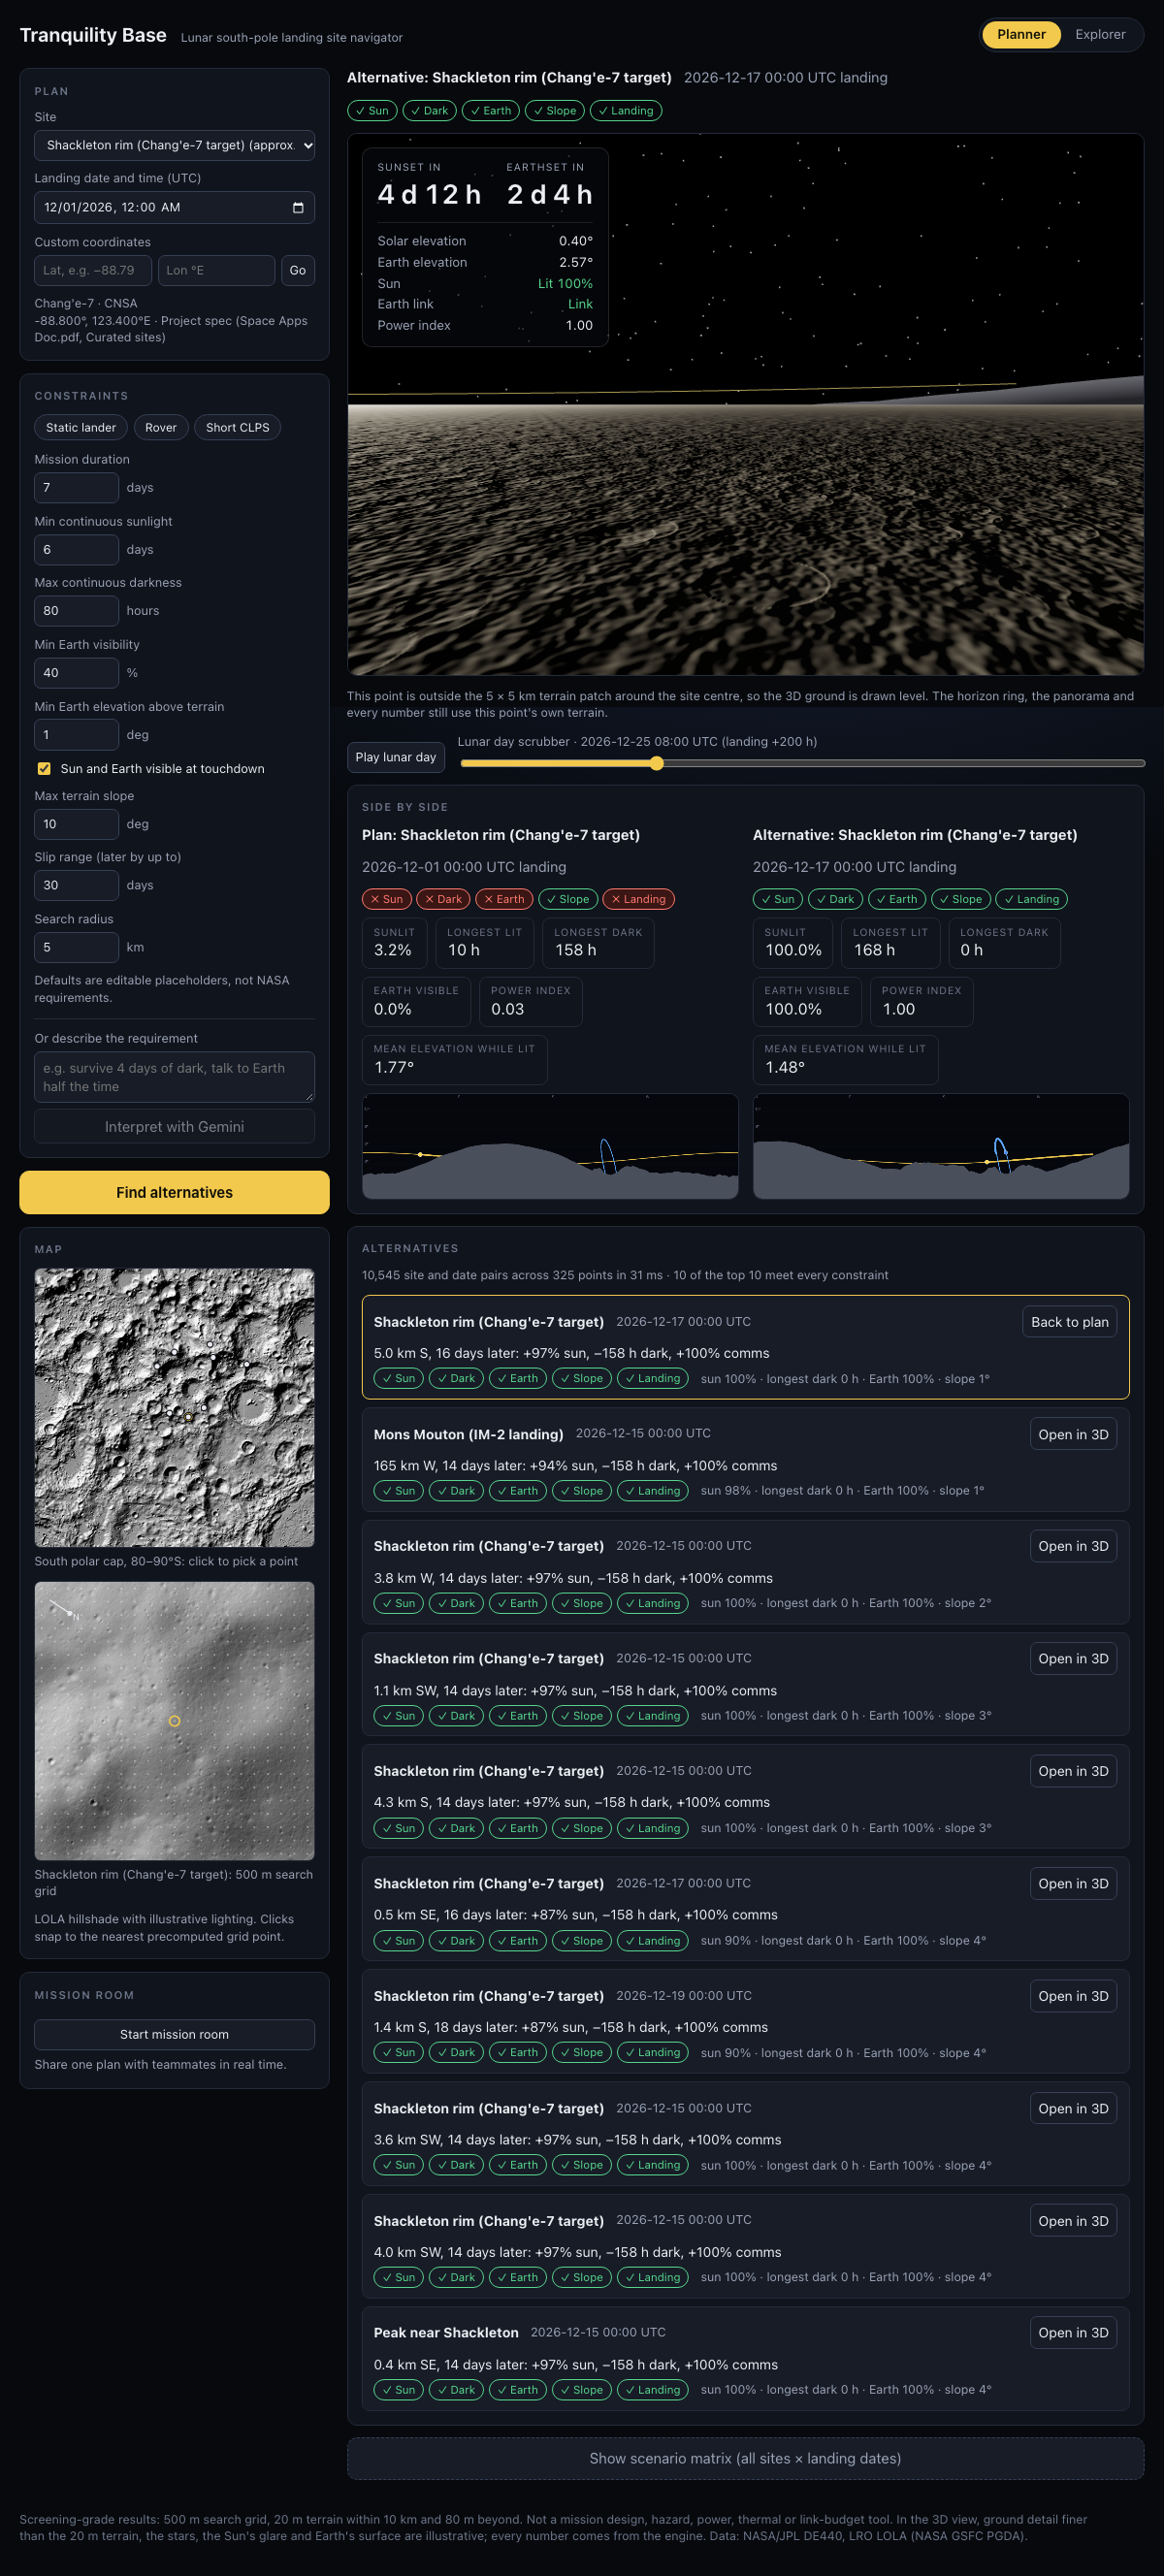 Tranquility Base
Lunar south-pole landing site navigator
Planner
Explorer
PLAN
Site
Shackleton rim (Chang'e-7 target) (approx.
Landing date and time (UTC)
12/01/2026, 12:00 AM
Custom coordinates
Lat, e.g. −88.79
Lon °E
Go
Chang'e-7 · CNSA
-88.800°, 123.400°E · Project spec (Space Apps
Doc.pdf, Curated sites)
CONSTRAINTS
Static lander
Rover
Short CLPS
Mission duration
7 days
Min continuous sunlight
6 days
Max continuous darkness
80 hours
Min Earth visibility
40 %
Min Earth elevation above terrain
1 deg
Sun and Earth visible at touchdown
Max terrain slope
10 deg
Slip range (later by up to)
30 days
Search radius
5 km
Defaults are editable placeholders, not NASA
requirements.
Or describe the requirement
e.g. survive 4 days of dark, talk to Earth
half the time
Interpret with Gemini
Find alternatives
MAP
South polar cap, 80–90°S: click to pick a point
N
Shackleton rim (Chang'e-7 target): 500 m search
grid
LOLA hillshade with illustrative lighting. Clicks
snap to the nearest precomputed grid point.
MISSION ROOM
Start mission room
Share one plan with teammates in real time.
Alternative: Shackleton rim (Chang'e-7 target) 2026-12-17 00:00 UTC landing
✓ Sun ✓ Dark ✓ Earth ✓ Slope ✓ Landing
SUNSET IN EARTHSET IN
4 d 12 h 2 d 4 h
Solar elevation 0.40°
Earth elevation 2.57°
Sun Lit 100%
Earth link Link
Power index 1.00
This point is outside the 5 × 5 km terrain patch around the site centre, so the 3D ground is drawn level. The horizon ring, the panorama and
every number still use this point's own terrain.
Play lunar day
Lunar day scrubber · 2026-12-25 08:00 UTC (landing +200 h)
SIDE BY SIDE
Plan: Shackleton rim (Chang'e-7 target)
2026-12-01 00:00 UTC landing
✕ Sun ✕ Dark ✕ Earth ✓ Slope ✕ Landing
SUNLIT LONGEST LIT LONGEST DARK
3.2% 10 h 158 h
EARTH VISIBLE POWER INDEX
0.0% 0.03
MEAN ELEVATION WHILE LIT
1.77°
Alternative: Shackleton rim (Chang'e-7 target)
2026-12-17 00:00 UTC landing
✓ Sun ✓ Dark ✓ Earth ✓ Slope ✓ Landing
SUNLIT LONGEST LIT LONGEST DARK
100.0% 168 h 0 h
EARTH VISIBLE POWER INDEX
100.0% 1.00
MEAN ELEVATION WHILE LIT
1.48°
ALTERNATIVES
10,545 site and date pairs across 325 points in 31 ms · 10 of the top 10 meet every constraint
Shackleton rim (Chang'e-7 target) 2026-12-17 00:00 UTC Back to plan
5.0 km S, 16 days later: +97% sun, −158 h dark, +100% comms
✓ Sun ✓ Dark ✓ Earth ✓ Slope ✓ Landing sun 100% · longest dark 0 h · Earth 100% · slope 1°
Mons Mouton (IM-2 landing) 2026-12-15 00:00 UTC Open in 3D
165 km W, 14 days later: +94% sun, −158 h dark, +100% comms
✓ Sun ✓ Dark ✓ Earth ✓ Slope ✓ Landing sun 98% · longest dark 0 h · Earth 100% · slope 1°
Shackleton rim (Chang'e-7 target) 2026-12-15 00:00 UTC Open in 3D
3.8 km W, 14 days later: +97% sun, −158 h dark, +100% comms
✓ Sun ✓ Dark ✓ Earth ✓ Slope ✓ Landing sun 100% · longest dark 0 h · Earth 100% · slope 2°
Shackleton rim (Chang'e-7 target) 2026-12-15 00:00 UTC Open in 3D
1.1 km SW, 14 days later: +97% sun, −158 h dark, +100% comms
✓ Sun ✓ Dark ✓ Earth ✓ Slope ✓ Landing sun 100% · longest dark 0 h · Earth 100% · slope 3°
Shackleton rim (Chang'e-7 target) 2026-12-15 00:00 UTC Open in 3D
4.3 km S, 14 days later: +97% sun, −158 h dark, +100% comms
✓ Sun ✓ Dark ✓ Earth ✓ Slope ✓ Landing sun 100% · longest dark 0 h · Earth 100% · slope 3°
Shackleton rim (Chang'e-7 target) 2026-12-17 00:00 UTC Open in 3D
0.5 km SE, 16 days later: +87% sun, −158 h dark, +100% comms
✓ Sun ✓ Dark ✓ Earth ✓ Slope ✓ Landing sun 90% · longest dark 0 h · Earth 100% · slope 4°
Shackleton rim (Chang'e-7 target) 2026-12-19 00:00 UTC Open in 3D
1.4 km S, 18 days later: +87% sun, −158 h dark, +100% comms
✓ Sun ✓ Dark ✓ Earth ✓ Slope ✓ Landing sun 90% · longest dark 0 h · Earth 100% · slope 4°
Shackleton rim (Chang'e-7 target) 2026-12-15 00:00 UTC Open in 3D
3.6 km SW, 14 days later: +97% sun, −158 h dark, +100% comms
✓ Sun ✓ Dark ✓ Earth ✓ Slope ✓ Landing sun 100% · longest dark 0 h · Earth 100% · slope 4°
Shackleton rim (Chang'e-7 target) 2026-12-15 00:00 UTC Open in 3D
4.0 km SW, 14 days later: +97% sun, −158 h dark, +100% comms
✓ Sun ✓ Dark ✓ Earth ✓ Slope ✓ Landing sun 100% · longest dark 0 h · Earth 100% · slope 4°
Peak near Shackleton 2026-12-15 00:00 UTC Open in 3D
0.4 km SE, 14 days later: +97% sun, −158 h dark, +100% comms
✓ Sun ✓ Dark ✓ Earth ✓ Slope ✓ Landing sun 100% · longest dark 0 h · Earth 100% · slope 4°
Show scenario matrix (all sites × landing dates)
Screening-grade results: 500 m search grid, 20 m terrain within 10 km and 80 m beyond. Not a mission design, hazard, power, thermal or link-budget tool. In the 3D view, ground detail finer
than the 20 m terrain, the stars, the Sun's glare and Earth's surface are illustrative; every number comes from the engine. Data: NASA/JPL DE440, LRO LOLA (NASA GSFC PGDA).